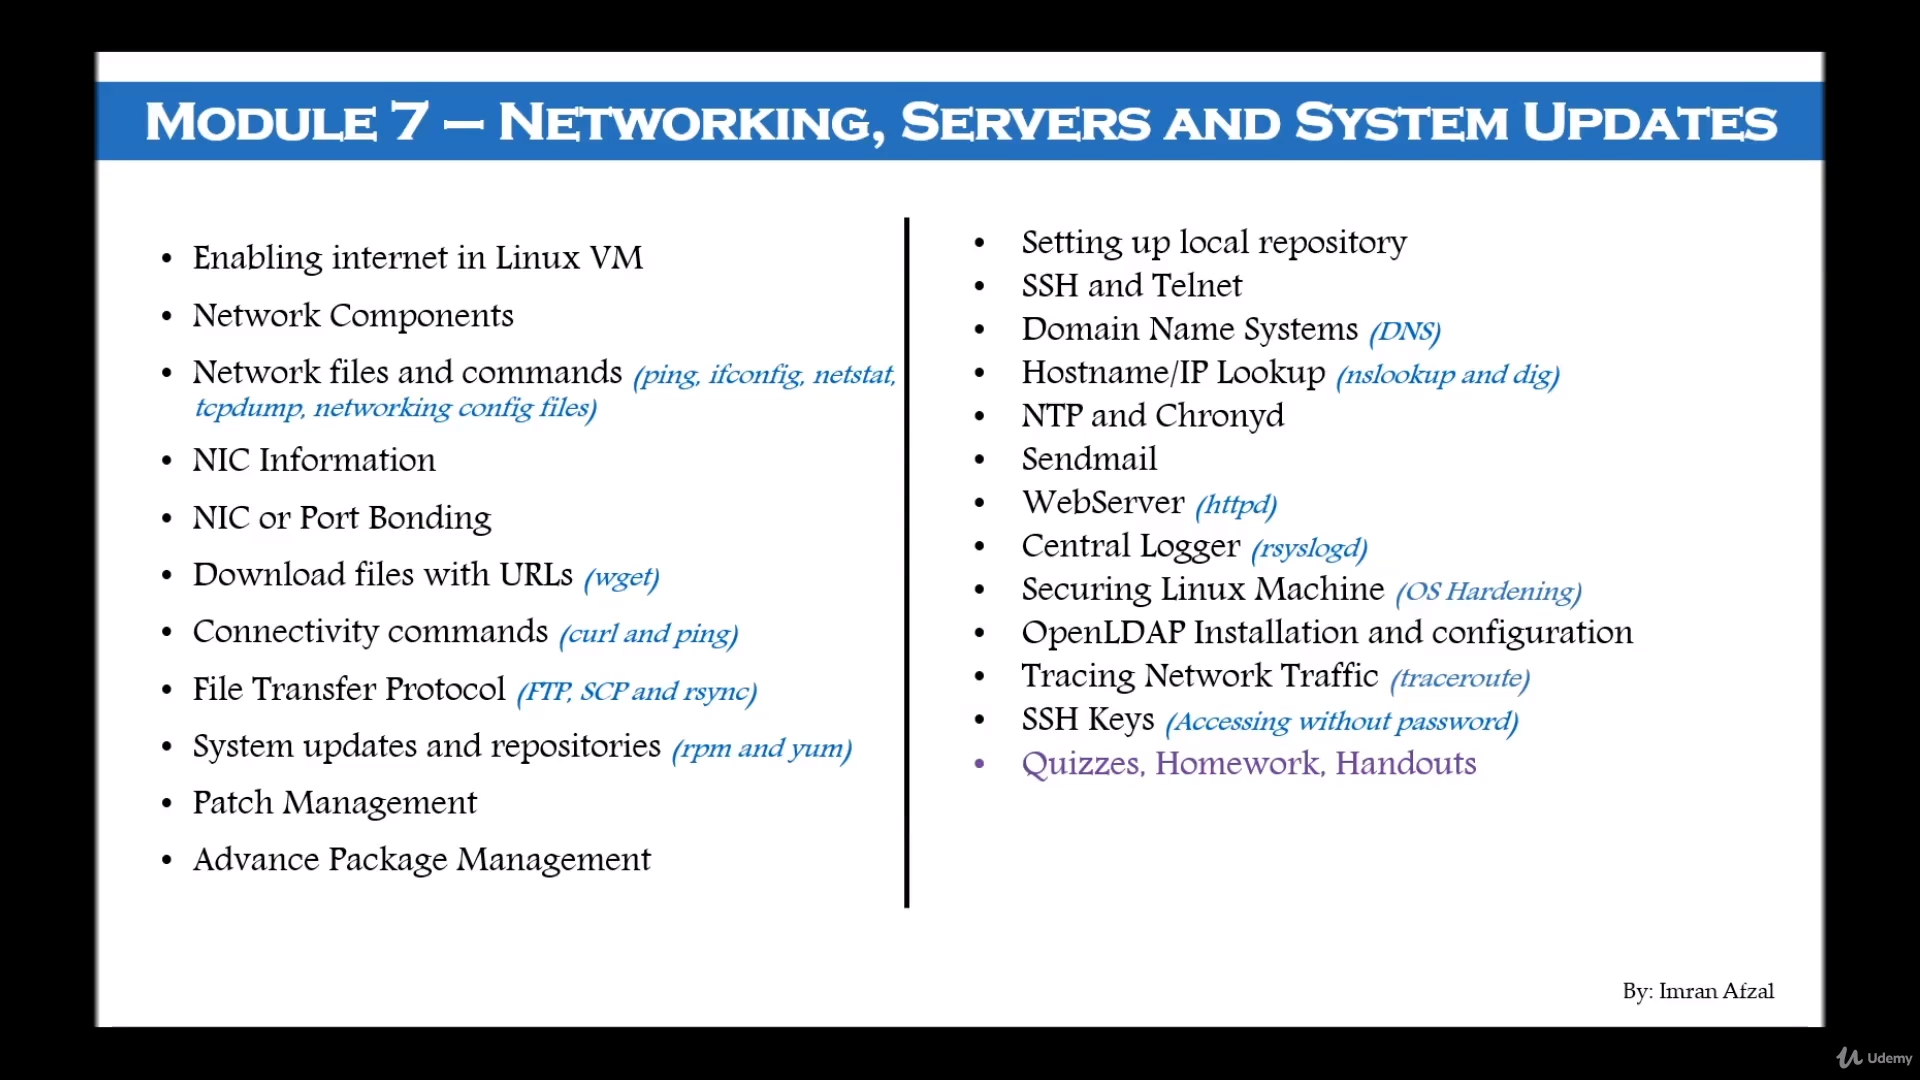 MODULE 7 – NETWORKING, SERVERS AND SYSTEM UPDATES
• Enabling internet in Linux VM
• Network Components
• Network files and commands (ping, ifconfig, netstat,
tcpdump, networking config files)
• NIC Information
• NIC or Port Bonding
• Download files with URLs (wget)
• Connectivity commands (curl and ping)
• File Transfer Protocol (FTP, SCP and rsync)
• System updates and repositories (rpm and yum)
• Patch Management
• Advance Package Management
• Setting up local repository
• SSH and Telnet
• Domain Name Systems (DNS)
• Hostname/IP Lookup (nslookup and dig)
• NTP and Chronyd
• Sendmail
• WebServer (httpd)
• Central Logger (rsyslogd)
• Securing Linux Machine (OS Hardening)
• OpenLDAP Installation and configuration
• Tracing Network Traffic (traceroute)
• SSH Keys (Accessing without password)
• Quizzes, Homework, Handouts
By: Imran Afzal
Udemy